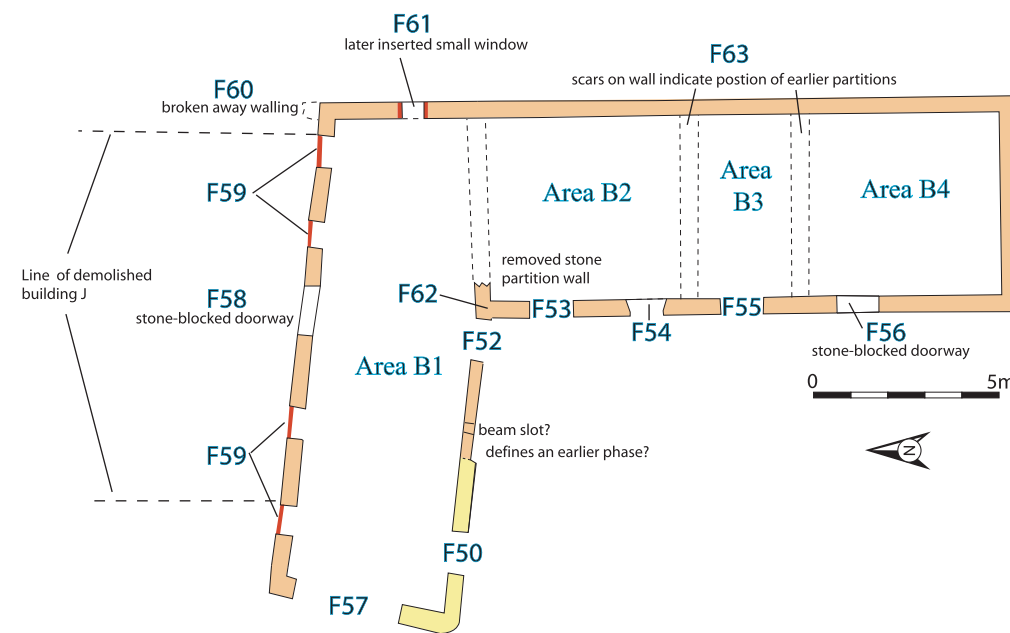 F61
later inserted small window
F63
scars on wall indicate postion of earlier partitions
F60
broken away walling
F59
Area B2
Area
B3
Area B4
Line of demolished
building J
removed stone
partition wall
F58
stone-blocked doorway
F62
F53
F54
F55
F56
stone-blocked doorway
F52
Area B1
0
5m
beam slot?
defines an earlier phase?
N
F59
F50
F57